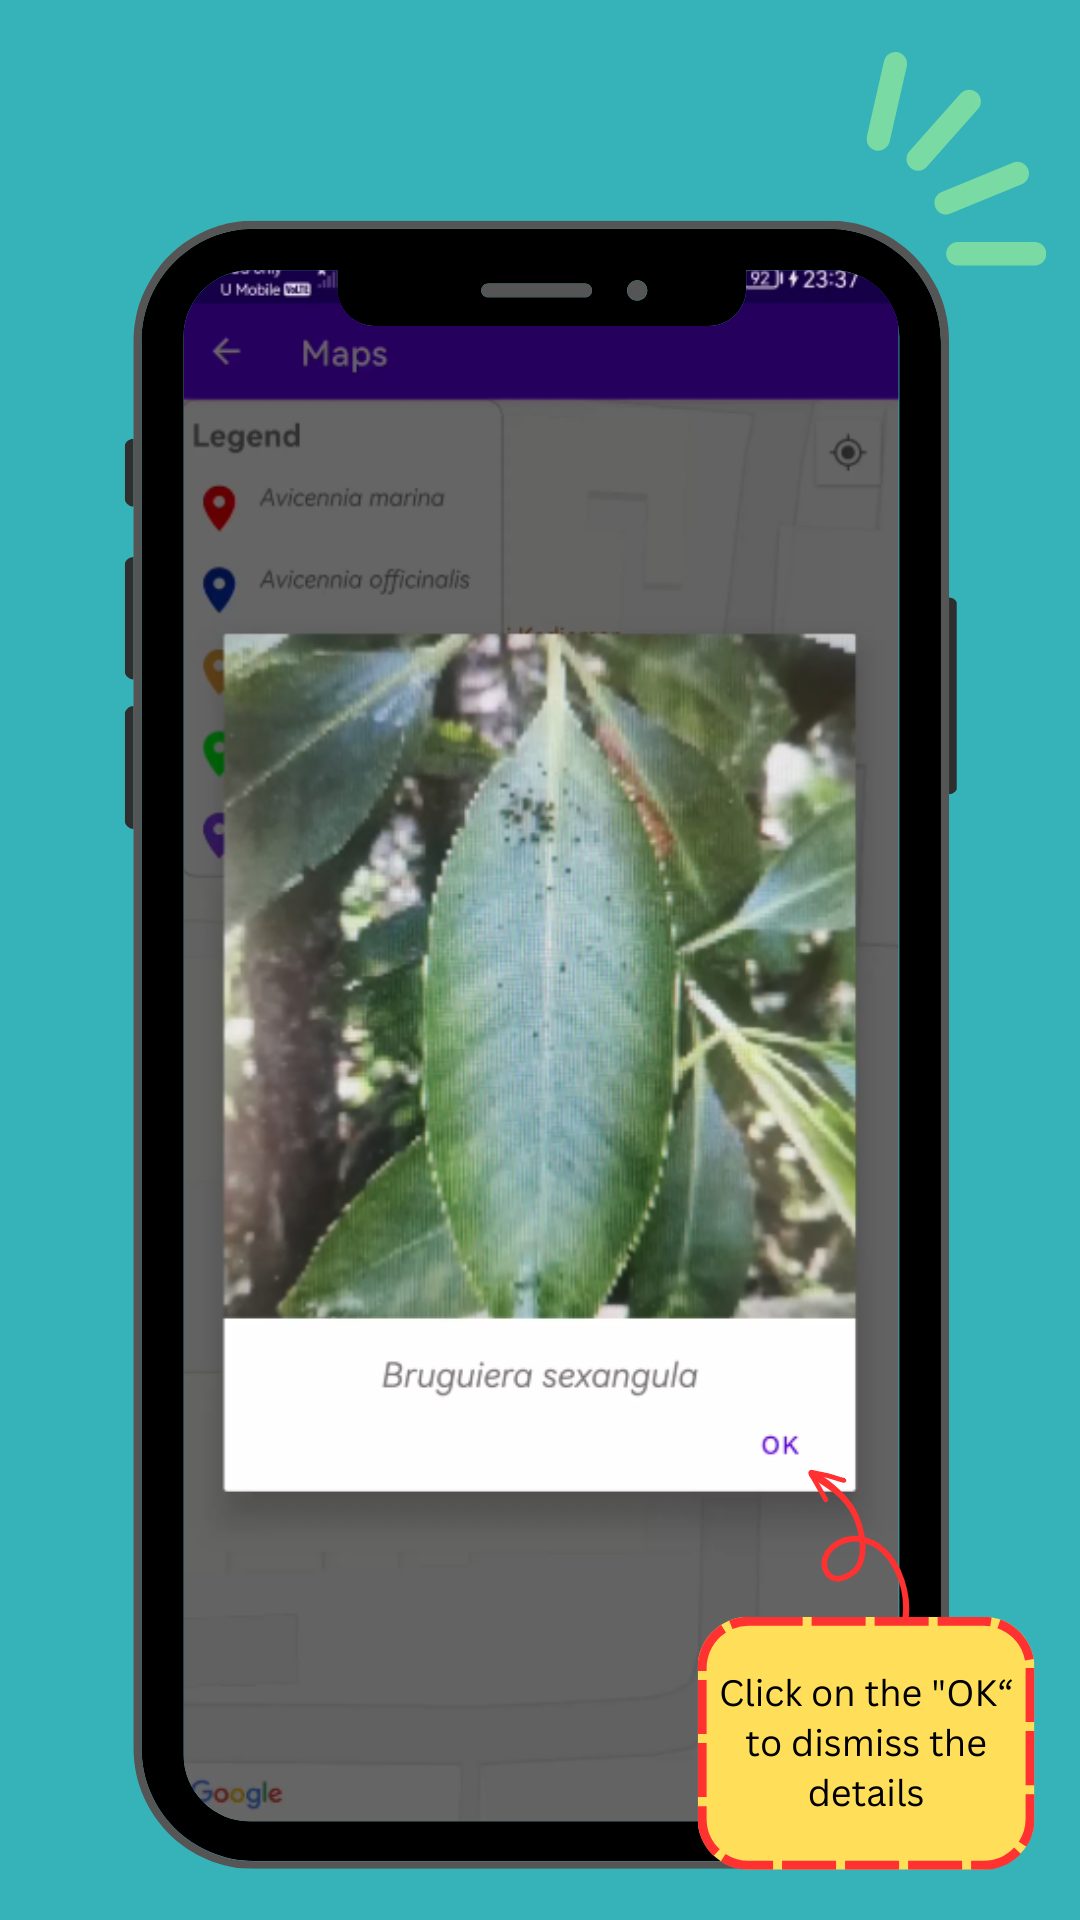 U Mobile VoLTE
92
23:37
Maps
Legend
Avicennia marina
Avicennia officinalis
Bruguiera sexangula
OK
Google
Click on the "OK“
to dismiss the
details